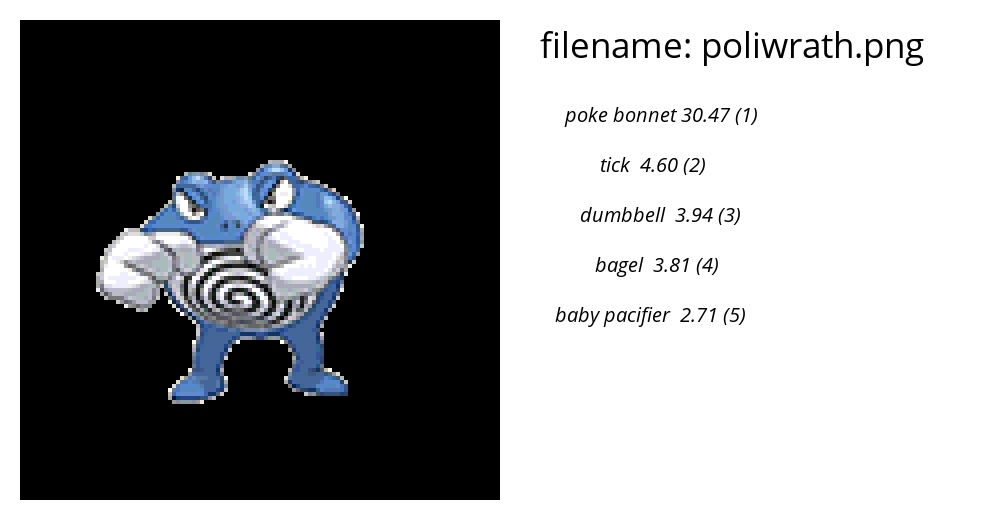 filename: poliwrath.png
poke bonnet 30.47 (1)
tick 4.60 (2)
dumbbell 3.94 (3)
bagel 3.81 (4)
baby pacifier 2.71 (5)